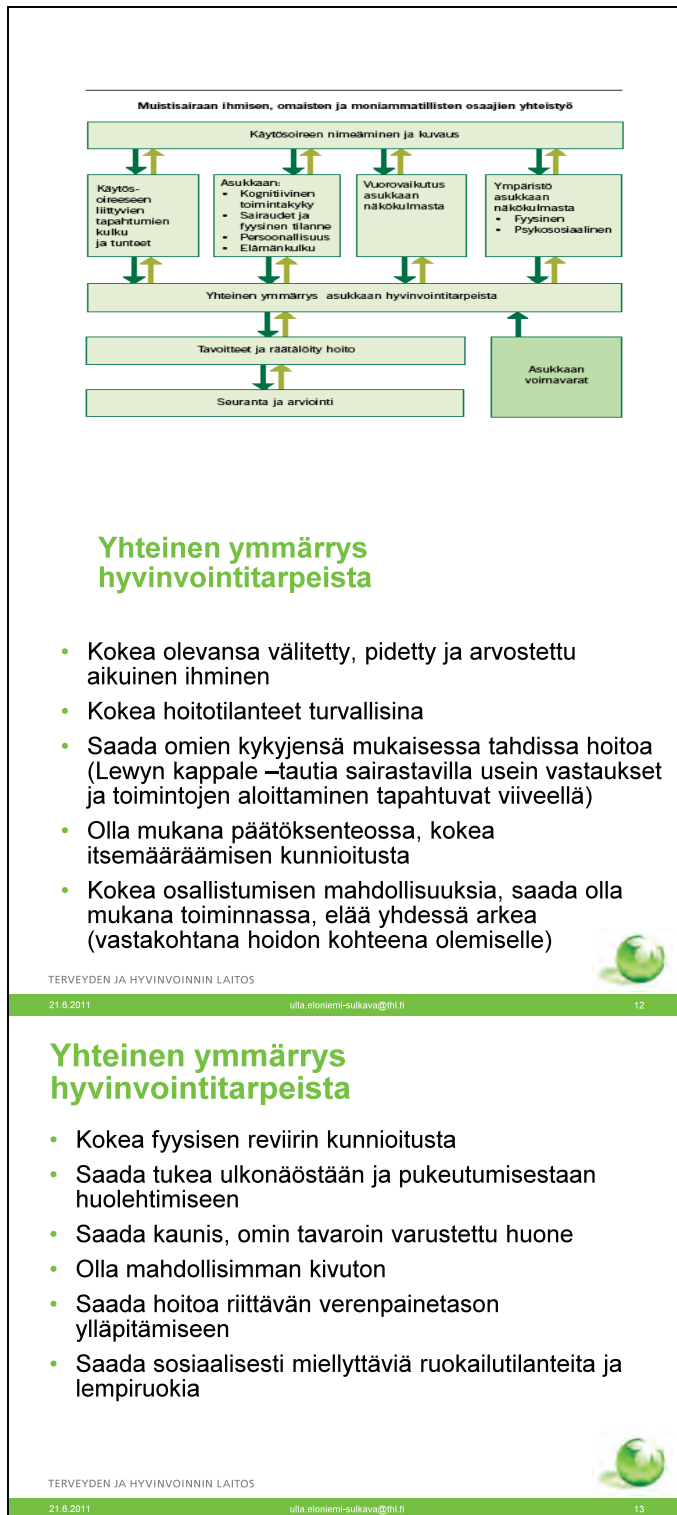 Muistisairaan ihmisen, omaisten ja moniammatillisten osaajien yhteistyö
Käytösoireen nimeäminen ja kuvaus
Käytös-
oireeseen
liittyvien
tapahtumien
kulku
ja tunteet
Asukkaan:
• Kognitiivinen
toimintakyky
• Sairaudet ja
fyysinen tilanne
• Persoonallisuus
• Elämänkulku
Vuorovaikutus
asukkaan
näkökulmasta
Ympäristö
asukkaan
näkökulmasta
• Fyysinen
• Psykososiaalinen
Yhteinen ymmärrys asukkaan hyvinvointitarpeista
Tavoitteet ja räätälöity hoito
Asukkaan
voimavarat
Seuranta ja arviointi
Yhteinen ymmärrys
hyvinvointitarpeista
• Kokea olevansa välitetty, pidetty ja arvostettu
aikuinen ihminen
• Kokea hoitotilanteet turvallisina
• Saada omien kykyjensä mukaisessa tahdissa hoitoa
(Lewyn kappale –tautia sairastavilla usein vastaukset
ja toimintojen aloittaminen tapahtuvat viiveellä)
• Olla mukana päätöksenteossa, kokea
itsemääräämisen kunnioitusta
• Kokea osallistumisen mahdollisuuksia, saada olla
mukana toiminnassa, elää yhdessä arkea
(vastakohtana hoidon kohteena olemiselle)
TERVEYDEN JA HYVINVOINNIN LAITOS
21.6.2011 ulla.eloniemi-sulkava@thl.fi 12
Yhteinen ymmärrys
hyvinvointitarpeista
• Kokea fyysisen reviirin kunnioitusta
• Saada tukea ulkonäöstään ja pukeutumisestaan
huolehtimiseen
• Saada kaunis, omin tavaroin varustettu huone
• Olla mahdollisimman kivuton
• Saada hoitoa riittävän verenpainetason
ylläpitämiseen
• Saada sosiaalisesti miellyttäviä ruokailutilanteita ja
lempiruokia
TERVEYDEN JA HYVINVOINNIN LAITOS
21.6.2011 ulla.eloniemi-sulkava@thl.fi 13